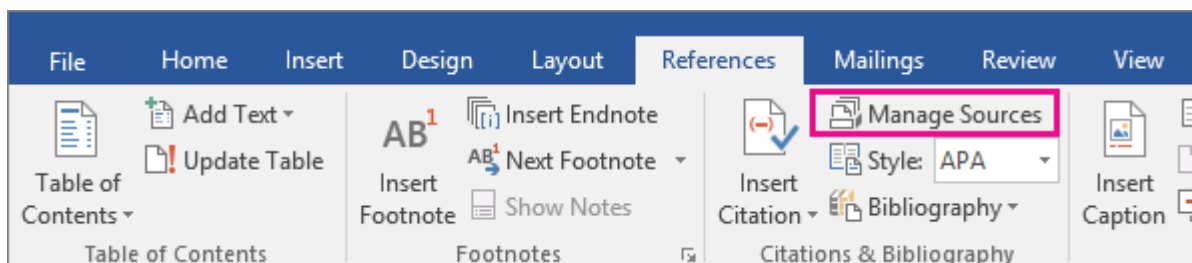 File Home Insert Design Layout References Mailings Review View
Table of
Contents
Add Text
Update Table
Table of Contents
AB1
Insert
Footnote
[i] Insert Endnote
AB1 Next Footnote
Show Notes
Footnotes
(-)
Insert
Citation
Manage Sources
Style: APA
Bibliography
Citations & Bibliography
Insert
Caption